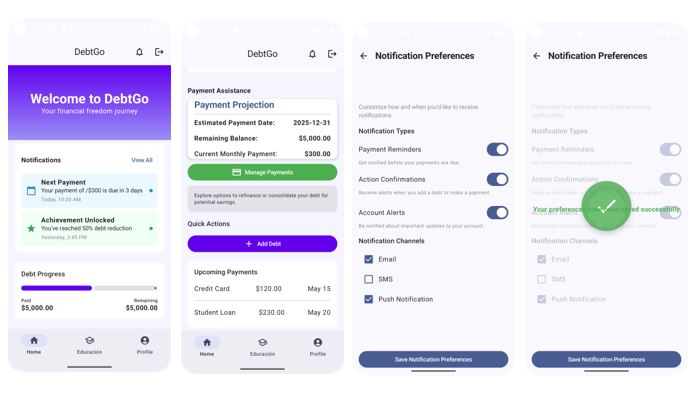 DebtGo
Welcome to DebtGo
Your financial freedom journey
Notifications
View All
Next Payment
Your payment of /$300 is due in 3 days
Today, 10:30 AM
Achievement Unlocked
You've reached 50% debt reduction
Yesterday, 3:45 PM
Debt Progress
Paid
Remaining
$5,000.00
$5,000.00
Home
Educación
Profile
DebtGo
Payment Assistance
Payment Projection
Estimated Payment Date: 2025-12-31
Remaining Balance: $5,000.00
Current Monthly Payment: $300.00
Manage Payments
Explore options to refinance or consolidate your debt for
potential savings.
Quick Actions
+ Add Debt
Upcoming Payments
Credit Card $120.00 May 15
Student Loan $230.00 May 20
Home
Educación
Profile
Notification Preferences
Customize how and when you'd like to receive
notifications.
Notification Types
Payment Reminders
Get notified before your payments are due
Action Confirmations
Receive alerts when you add a debt or make a payment
Account Alerts
Be notified about important updates to your account.
Notification Channels
Email
SMS
Push Notification
Save Notification Preferences
Notification Preferences
Customize how and when you'd like to receive
notifications.
Notification Types
Payment Reminders
Get notified before your payments are due
Action Confirmations
Receive alerts when you add a debt or make a payment
Your preferences saved successfully
Account Alerts
Be notified about important updates to your account.
Notification Channels
Email
SMS
Push Notification
Save Notification Preferences